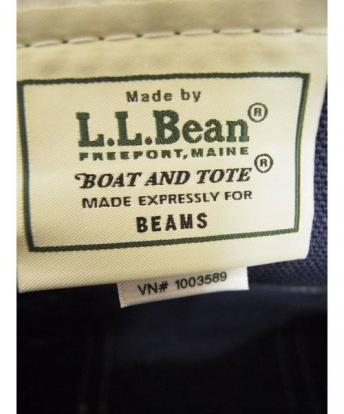 Made by
L.L.Bean®
FREEPORT, MAINE
BOAT AND TOTE®
MADE EXPRESSLY FOR
BEAMS
VN# 1003589